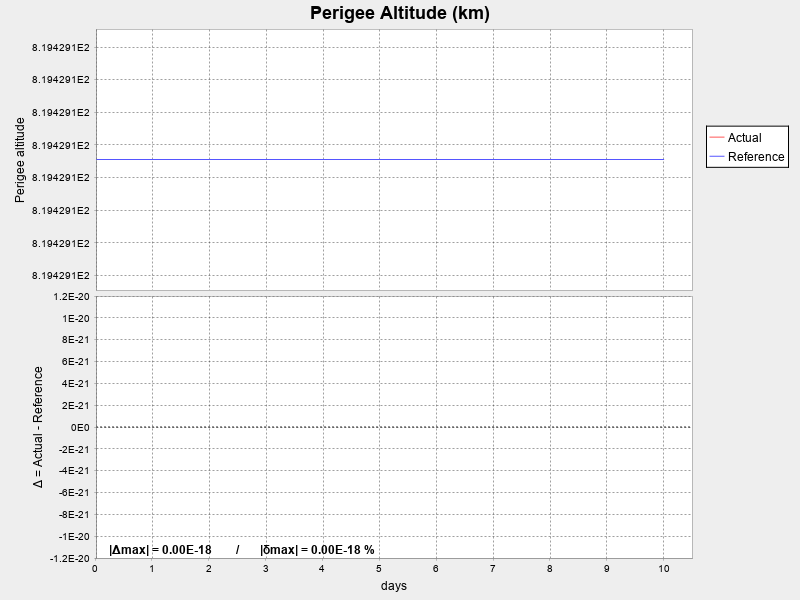 Perigee Altitude (km)
8.194291E2
8.194291E2
8.194291E2
8.194291E2
8.194291E2
8.194291E2
8.194291E2
8.194291E2
Perigee altitude
Actual
Reference
1.2E-20
1E-20
8E-21
6E-21
4E-21
2E-21
0E0
-2E-21
-4E-21
-6E-21
-8E-21
-1E-20
-1.2E-20
Δ = Actual - Reference
|Δmax| = 0.00E-18 / |δmax| = 0.00E-18 %
0 1 2 3 4 5 6 7 8 9 10
days